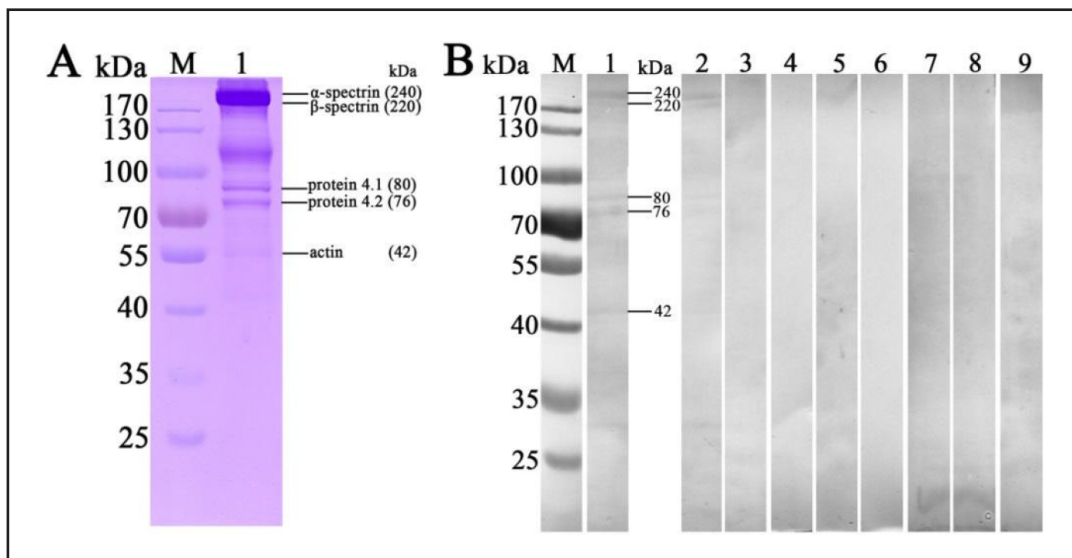 A
kDa M 1 kDa
170
130
100
70
55
40
35
25
α-spectrin (240)
β-spectrin (220)
protein 4.1 (80)
protein 4.2 (76)
actin (42)
B
kDa M 1 kDa 2 3 4 5 6 7 8 9
170
130
100
70
55
40
35
25
240
220
80
76
42